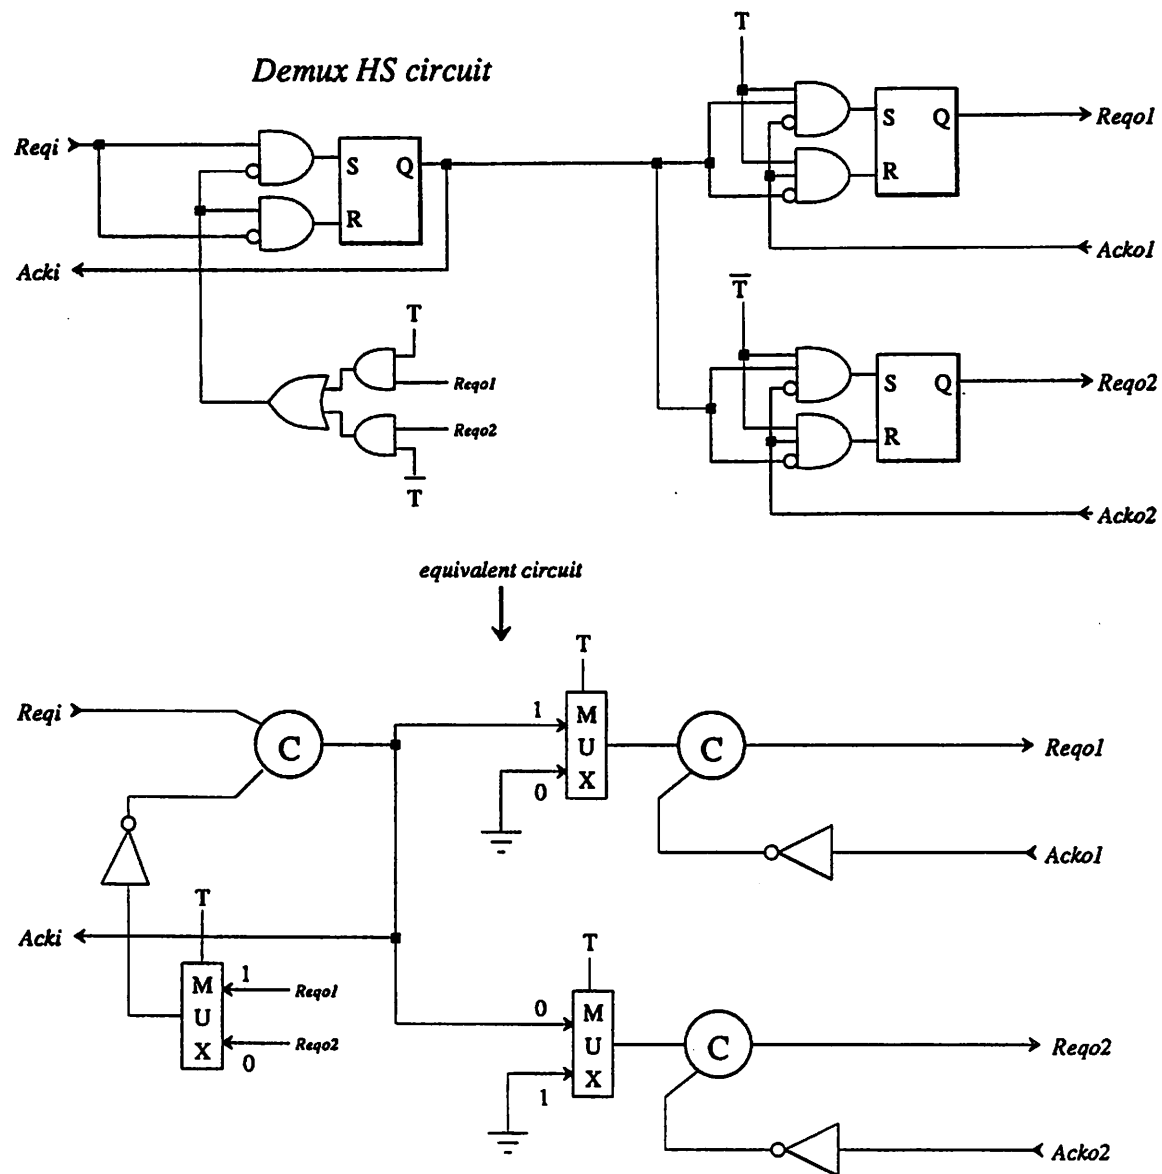 Demux HS circuit
T
Reqi
S
Q
R
Acki
S
Q
Reqo1
R
Acko1
T
Reqo1
Reqo2
T
T
S
Q
Reqo2
R
Acko2
equivalent circuit
Reqi
C
T
1
M
U
X
0
C
Reqo1
Acko1
Acki
T
M
U
X
1
Reqo1
Reqo2
0
T
0
M
U
X
1
C
Reqo2
Acko2